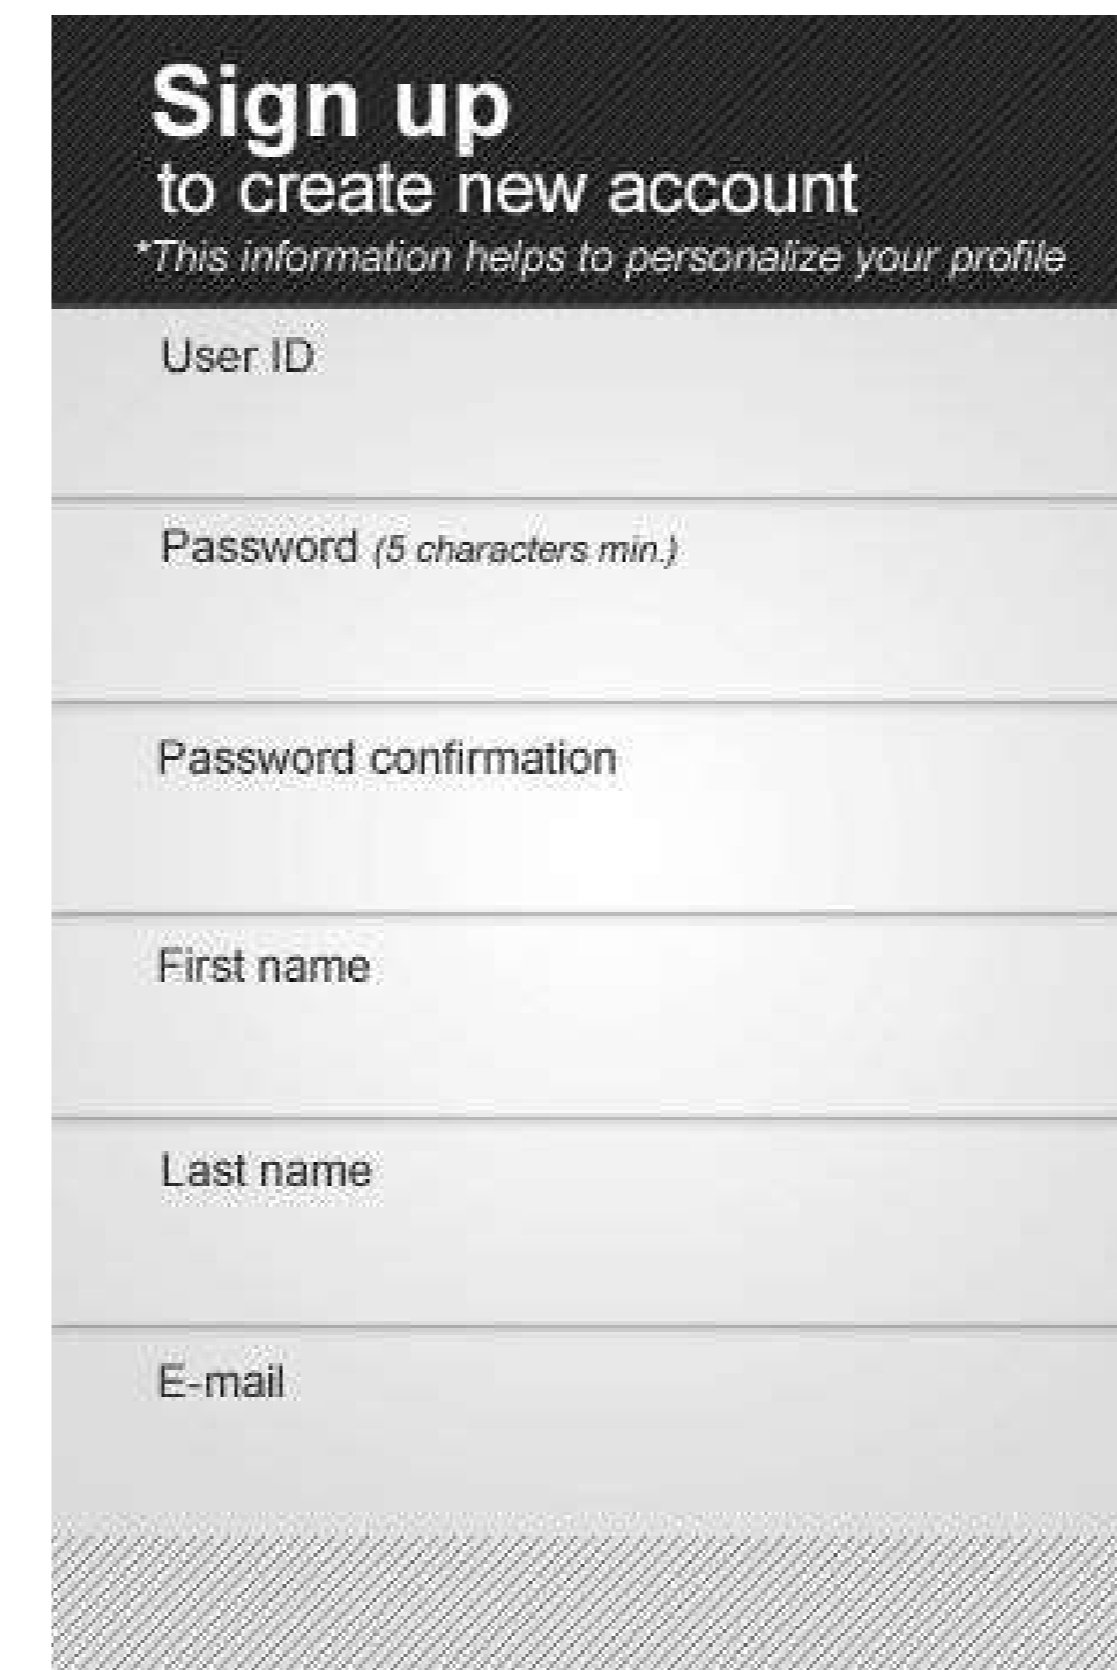 Sign up
to create new account
*This information helps to personalize your profile
User ID
Password (5 characters min.)
Password confirmation
First name
Last name
E-mail